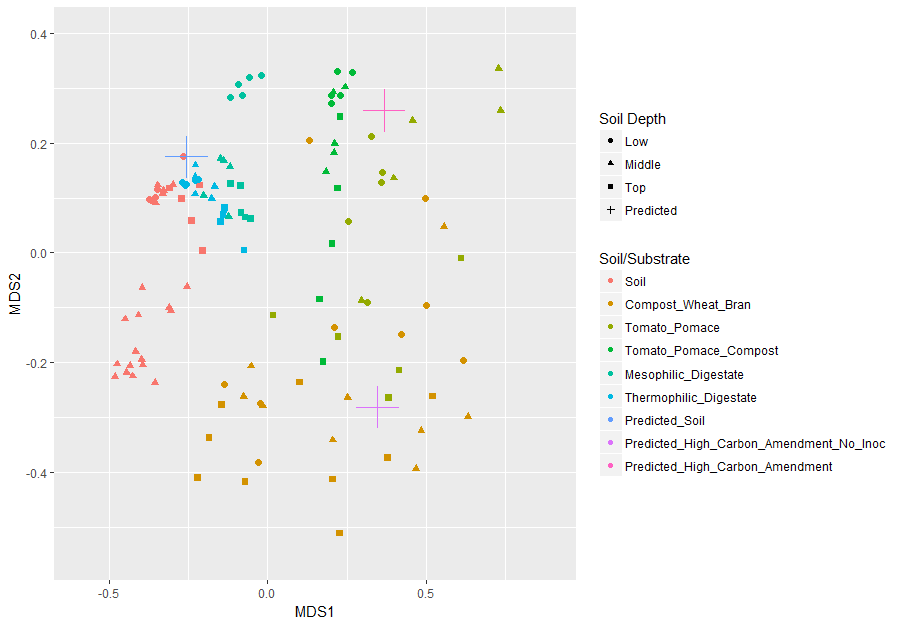 0.4
0.2
0.0
-0.2
-0.4
MDS2
-0.5
0.0
0.5
MDS1
Soil Depth
Low
Middle
Top
Predicted
Soil/Substrate
Soil
Compost_Wheat_Bran
Tomato_Pomace
Tomato_Pomace_Compost
Mesophilic_Digestate
Thermophilic_Digestate
Predicted_Soil
Predicted_High_Carbon_Amendment_No_Inoc
Predicted_High_Carbon_Amendment